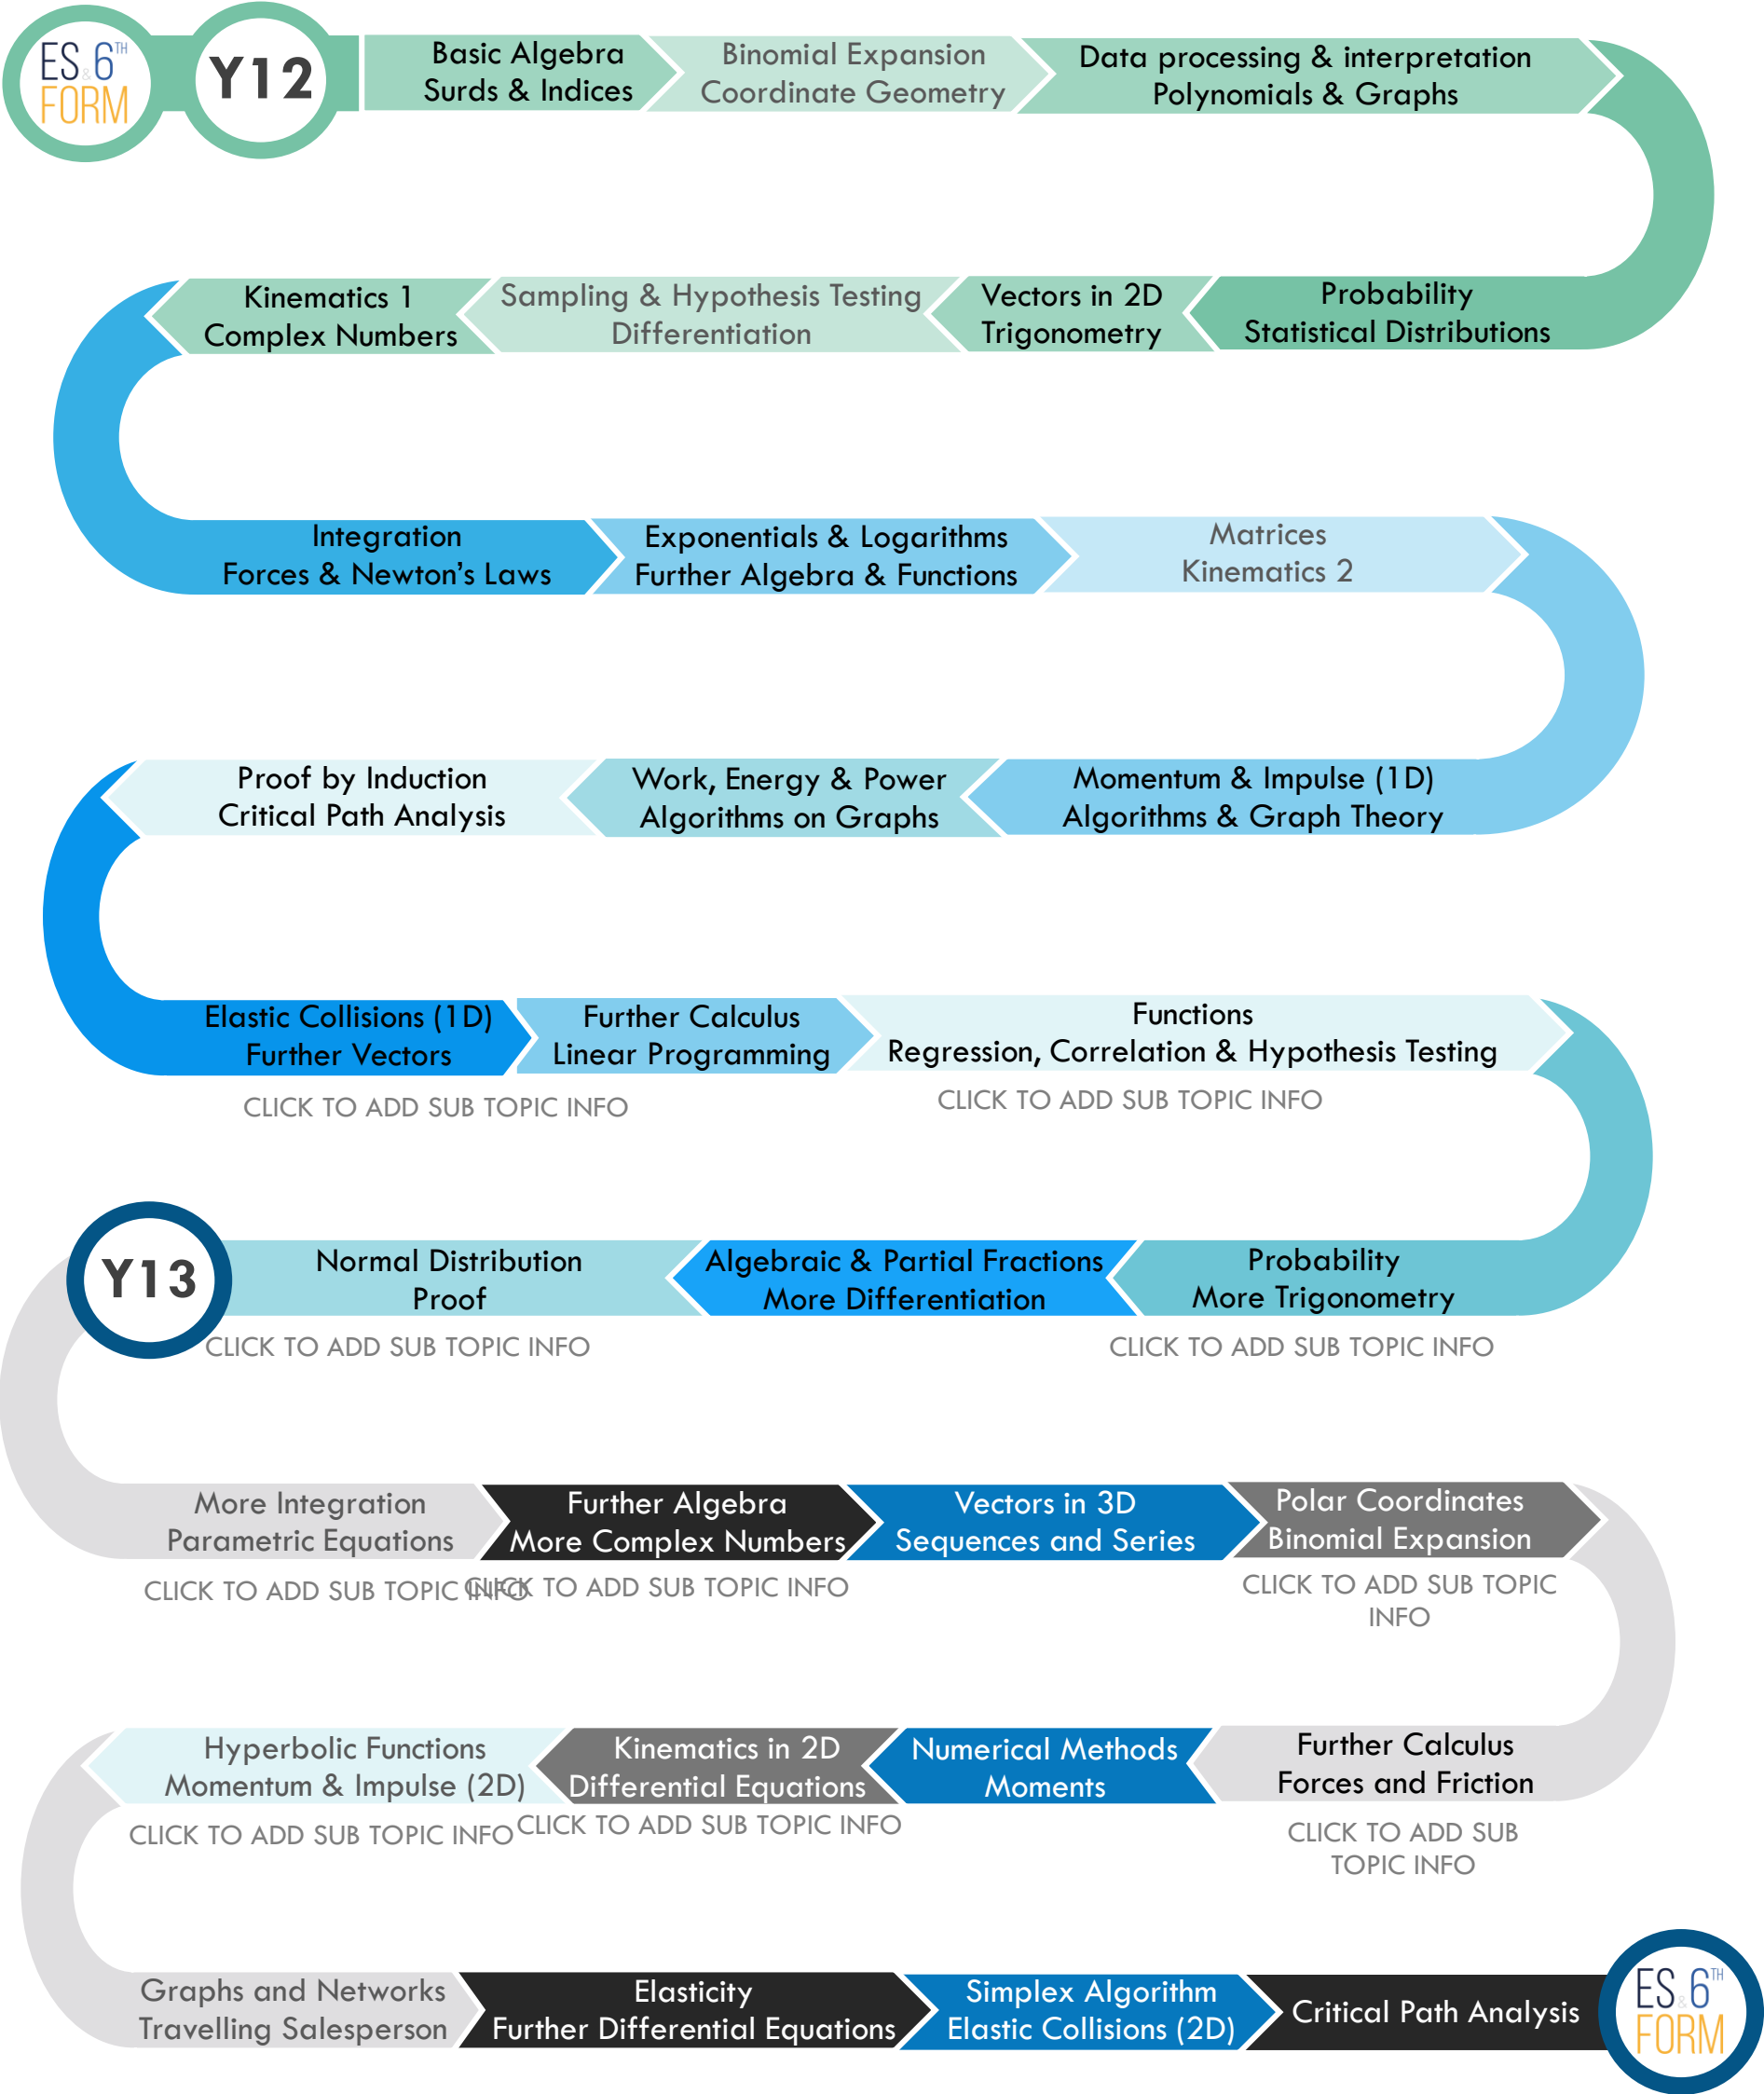 ES & 6TH
FORM
Y12
Basic Algebra
Surds & Indices
Binomial Expansion
Coordinate Geometry
Data processing & interpretation
Polynomials & Graphs
Probability
Statistical Distributions
Vectors in 2D
Trigonometry
Sampling & Hypothesis Testing
Differentiation
Kinematics 1
Complex Numbers
Integration
Forces & Newton's Laws
Exponentials & Logarithms
Further Algebra & Functions
Matrices
Kinematics 2
Momentum & Impulse (1D)
Algorithms & Graph Theory
Work, Energy & Power
Algorithms on Graphs
Proof by Induction
Critical Path Analysis
Elastic Collisions (1D)
Further Vectors
CLICK TO ADD SUB TOPIC INFO
Further Calculus
Linear Programming
Functions
Regression, Correlation & Hypothesis Testing
CLICK TO ADD SUB TOPIC INFO
Probability
More Trigonometry
CLICK TO ADD SUB TOPIC INFO
Algebraic & Partial Fractions
More Differentiation
Normal Distribution
Proof
CLICK TO ADD SUB TOPIC INFO
Y13
More Integration
Parametric Equations
CLICK TO ADD SUB TOPIC INFO
Further Algebra
More Complex Numbers
CLICK TO ADD SUB TOPIC INFO
Vectors in 3D
Sequences and Series
Polar Coordinates
Binomial Expansion
CLICK TO ADD SUB TOPIC
INFO
Further Calculus
Forces and Friction
CLICK TO ADD SUB
TOPIC INFO
Numerical Methods
Moments
Kinematics in 2D
Differential Equations
CLICK TO ADD SUB TOPIC INFO
Hyperbolic Functions
Momentum & Impulse (2D)
CLICK TO ADD SUB TOPIC INFO
Graphs and Networks
Travelling Salesperson
Elasticity
Further Differential Equations
Simplex Algorithm
Elastic Collisions (2D)
Critical Path Analysis
ES & 6TH
FORM